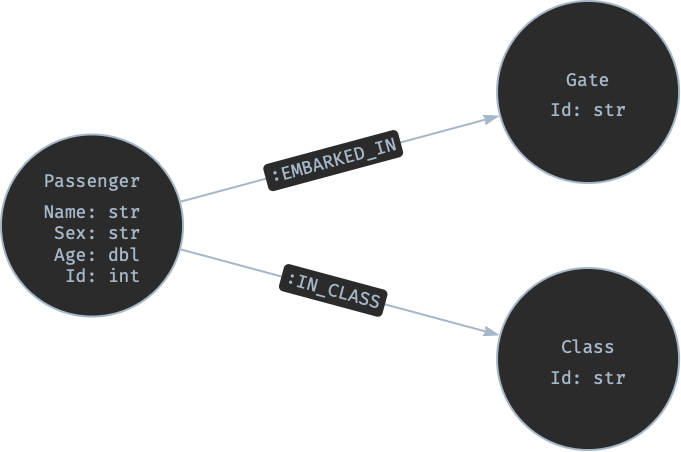 Passenger
Name: str
Sex: str
Age: dbl
Id: int
:EMBARKED_IN
:IN_CLASS
Gate
Id: str
Class
Id: str